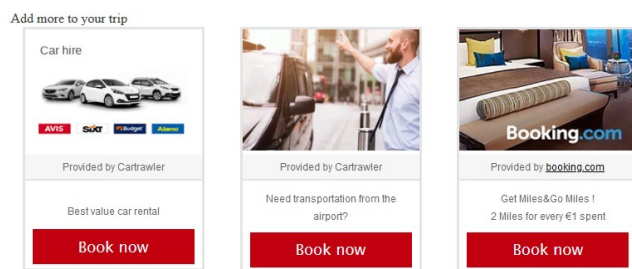 Add more to your trip
Car hire
AVIS SIXT Budget Alamo
Provided by Cartrawler
Best value car rental
Book now
Provided by Cartrawler
Need transportation from the
airport?
Book now
Booking.com
Provided by booking.com
Get Miles&Go Miles !
2 Miles for every €1 spent
Book now